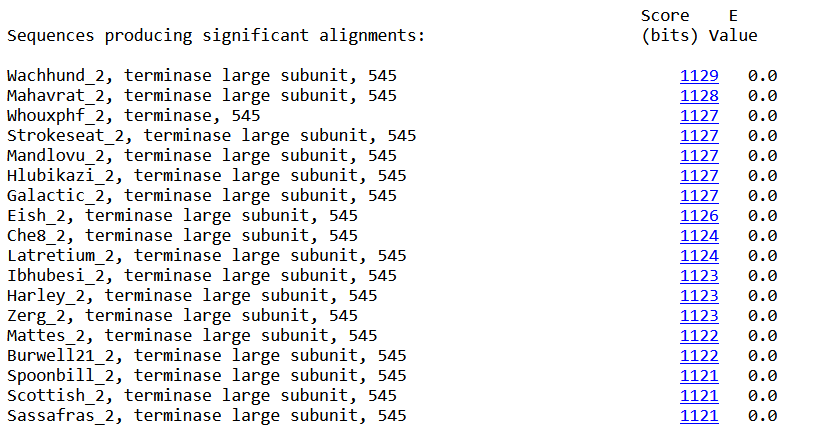 Score E
Sequences producing significant alignments: (bits) Value
Wachhund_2, terminase large subunit, 545 1129 0.0
Mahavrat_2, terminase large subunit, 545 1128 0.0
Whouxphf_2, terminase, 545 1127 0.0
Strokeseat_2, terminase large subunit, 545 1127 0.0
Mandlovu_2, terminase large subunit, 545 1127 0.0
Hlubikazi_2, terminase large subunit, 545 1127 0.0
Galactic_2, terminase large subunit, 545 1127 0.0
Eish_2, terminase large subunit, 545 1126 0.0
Che8_2, terminase large subunit, 545 1124 0.0
Latretium_2, terminase large subunit, 545 1124 0.0
Ibhubesi_2, terminase large subunit, 545 1123 0.0
Harley_2, terminase large subunit, 545 1123 0.0
Zerg_2, terminase large subunit, 545 1123 0.0
Mattes_2, terminase large subunit, 545 1122 0.0
Burwell21_2, terminase large subunit, 545 1122 0.0
Spoonbill_2, terminase large subunit, 545 1121 0.0
Scottish_2, terminase large subunit, 545 1121 0.0
Sassafras_2, terminase large subunit, 545 1121 0.0